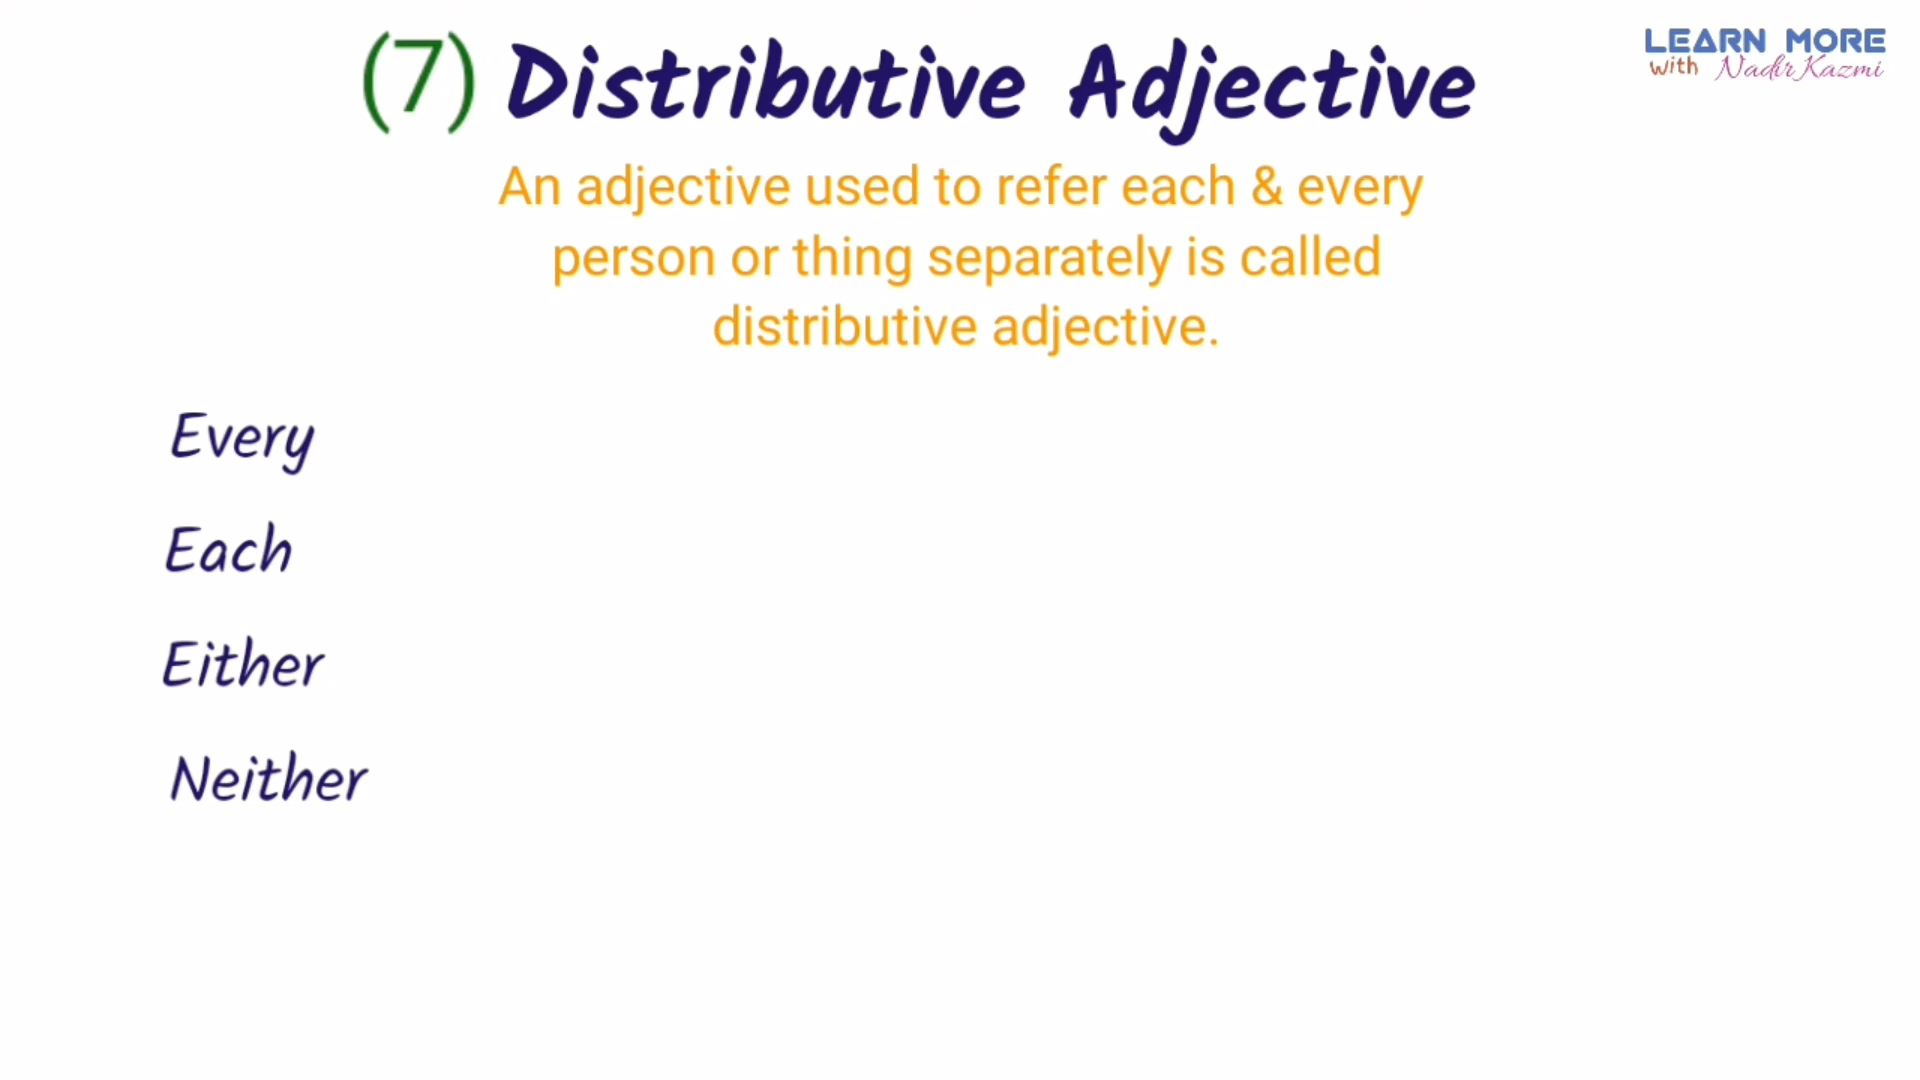 (7) Distributive Adjective
LEARN MORE
with Nadir Kazmi
An adjective used to refer each & every
person or thing separately is called
distributive adjective.
Every
Each
Either
Neither